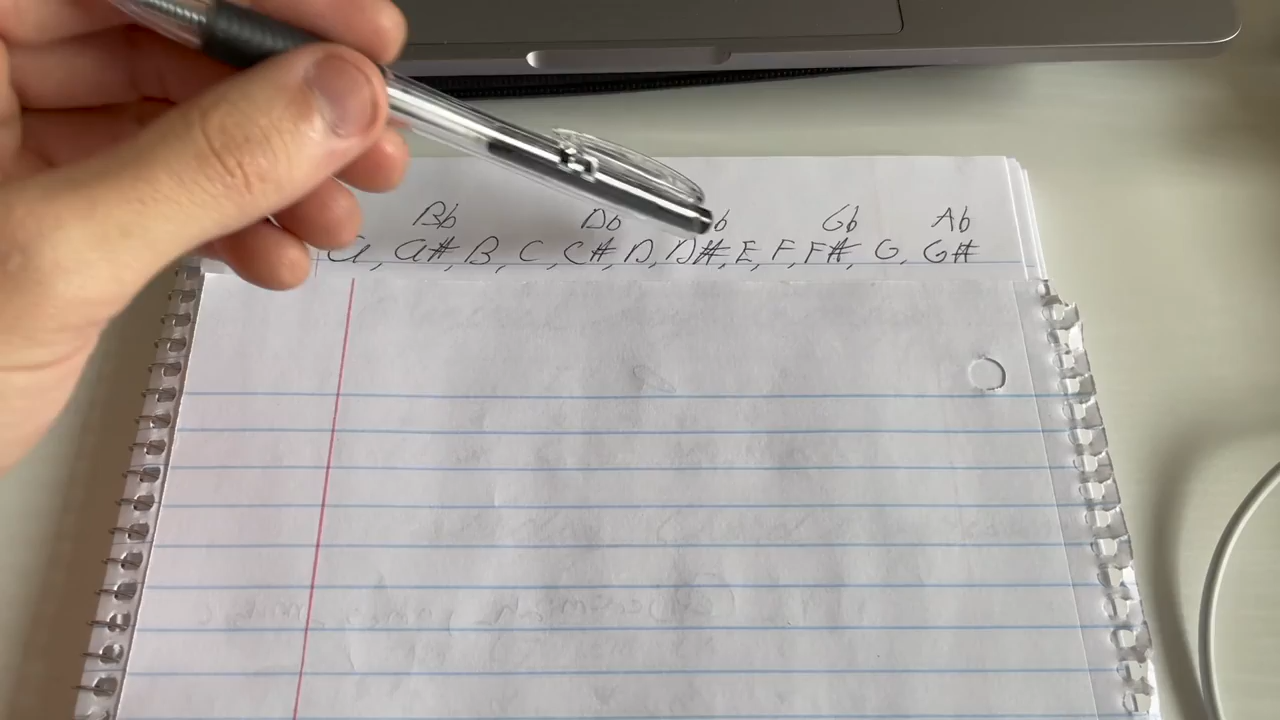 Bb Db b Gb Ab
A, A#, B, C, C#, D, D#, E, F, F#, G, G#